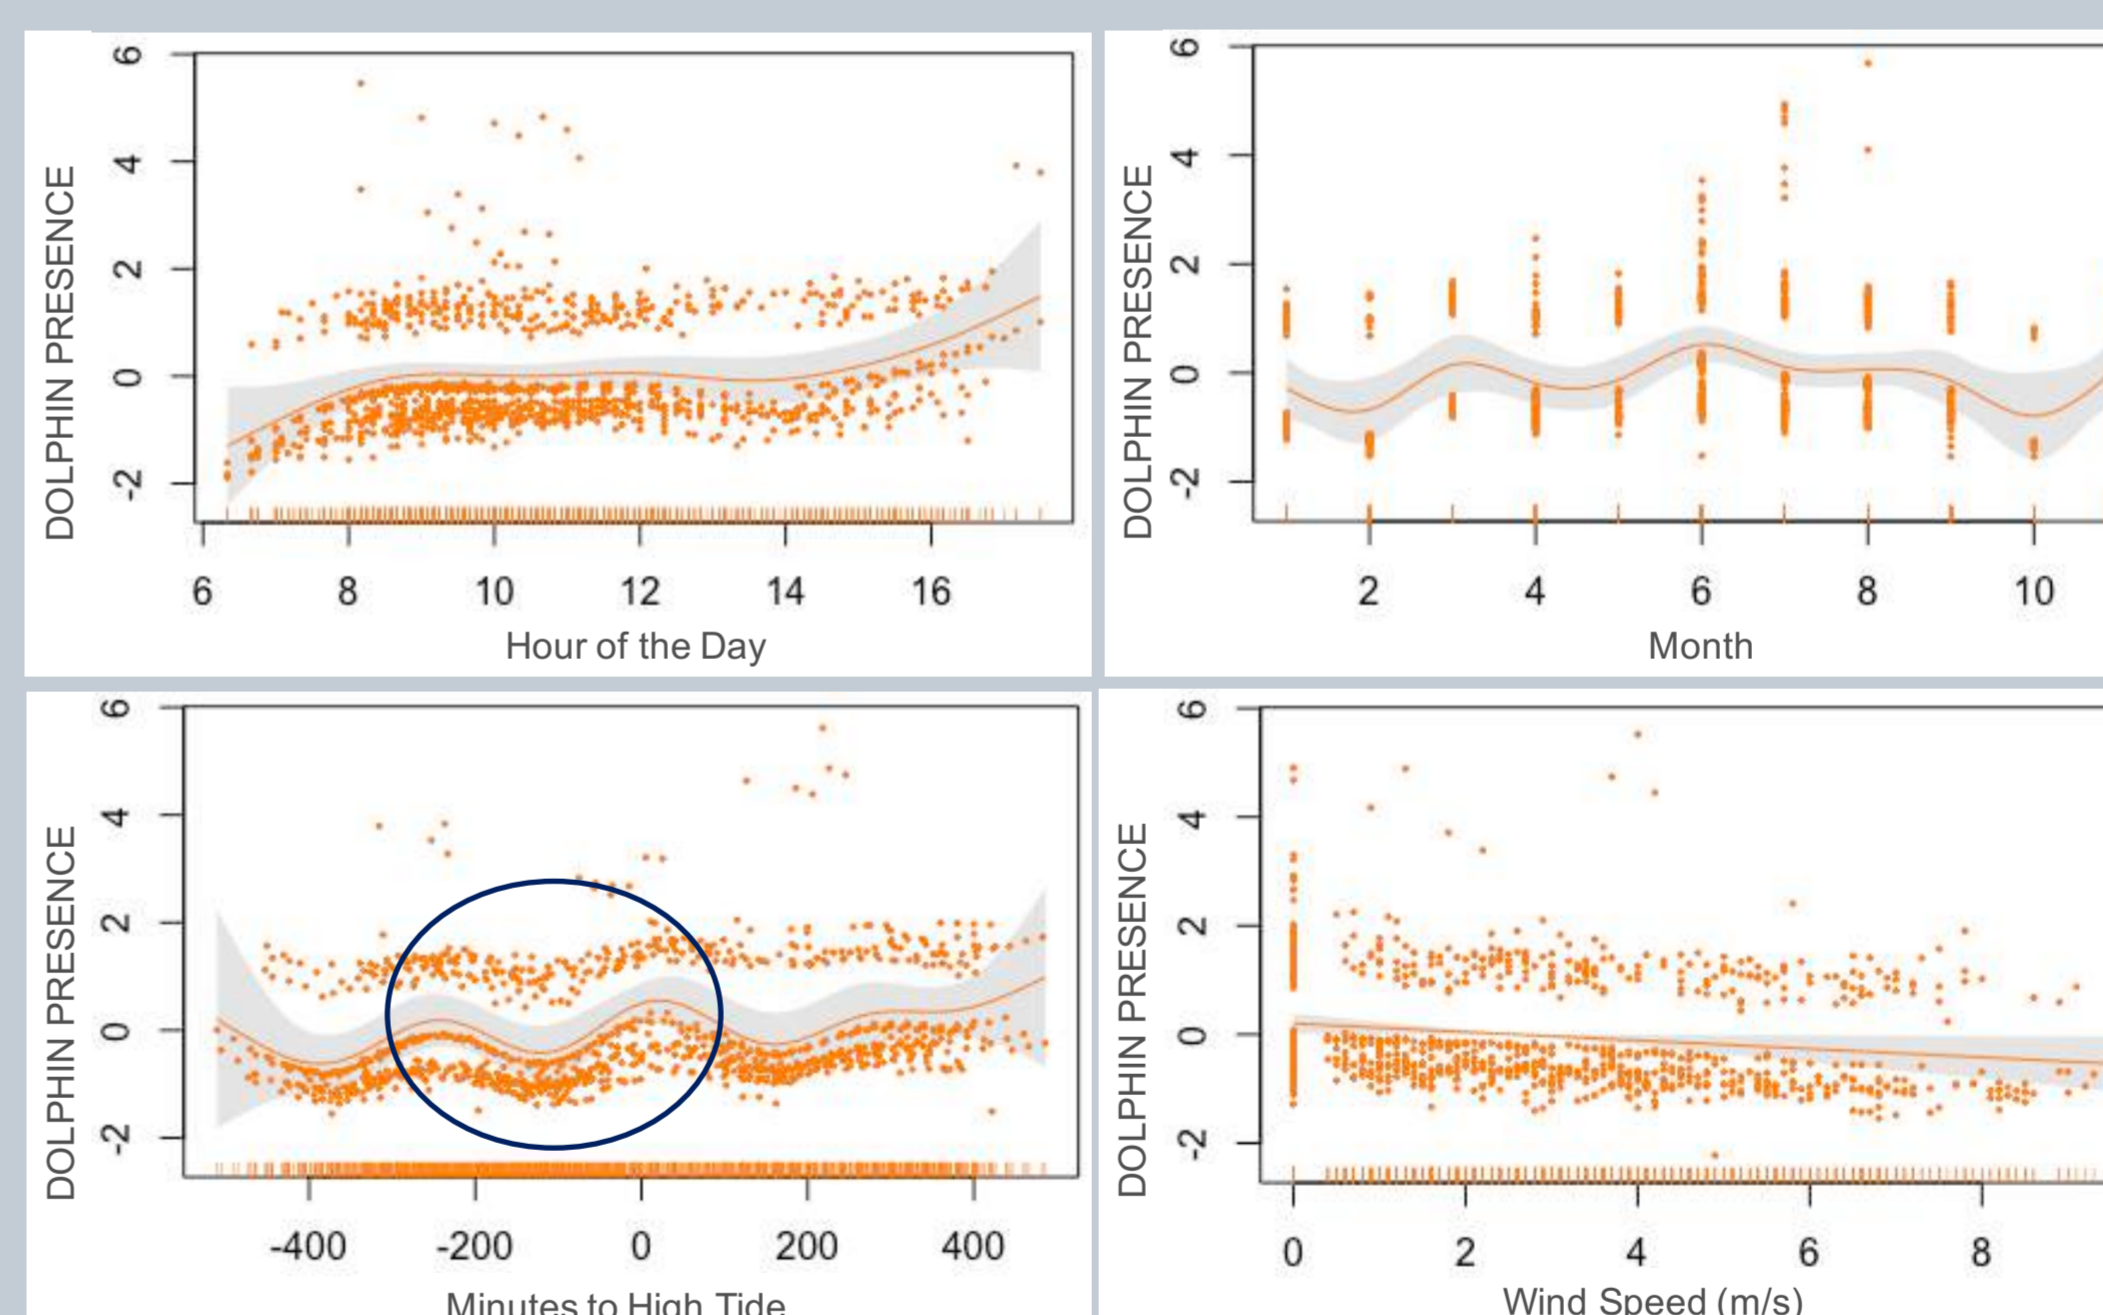 6
4
2
0
-2
DOLPHIN PRESENCE
6 8 10 12 14 16
Hour of the Day
6
4
2
0
-2
DOLPHIN PRESENCE
2 4 6 8 10
Month
6
4
2
0
-2
DOLPHIN PRESENCE
-400 -200 0 200 400
Minutes to High Tide
6
4
2
0
-2
DOLPHIN PRESENCE
0 2 4 6 8
Wind Speed (m/s)